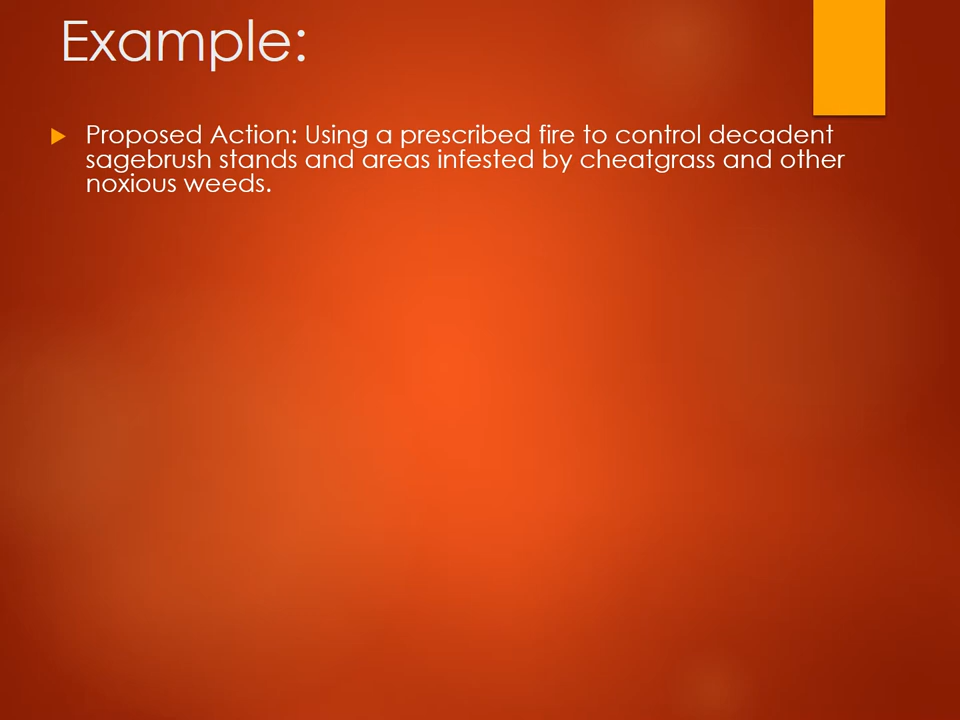 Example:
Proposed Action: Using a prescribed fire to control decadent
sagebrush stands and areas infested by cheatgrass and other
noxious weeds.